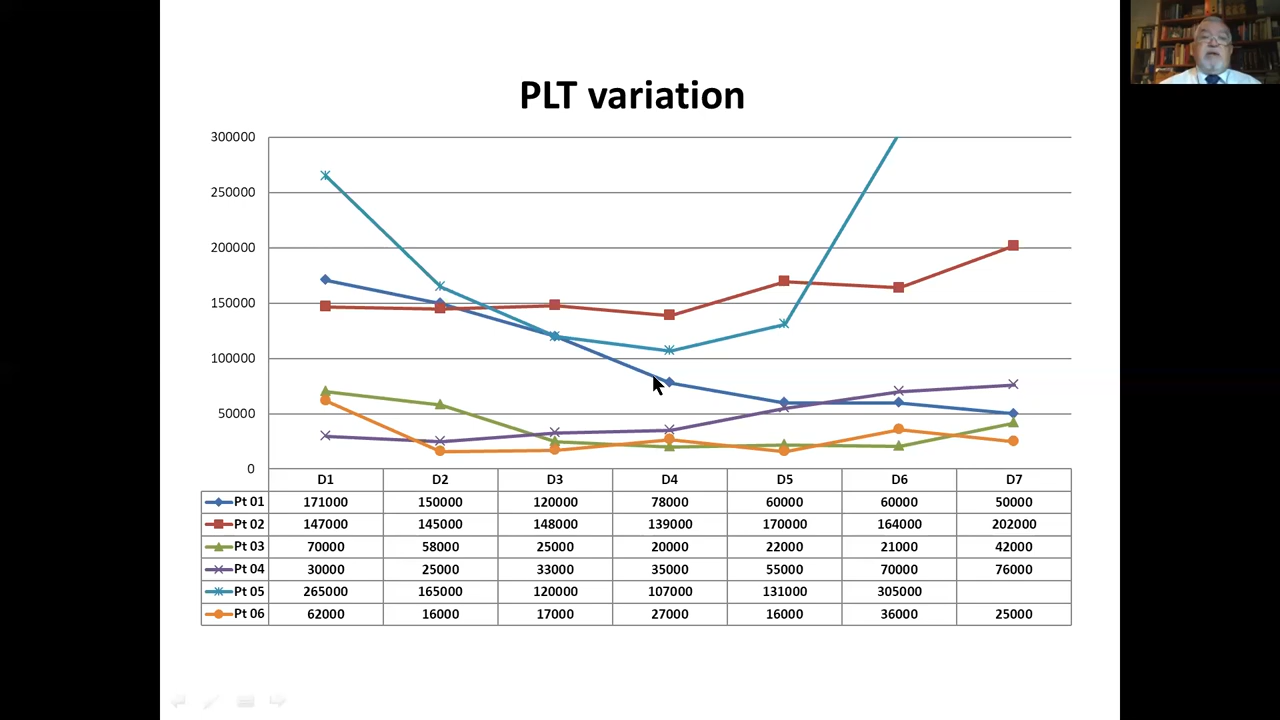 PLT variation
300000
250000
200000
150000
100000
50000
0
D1 D2 D3 D4 D5 D6 D7
Pt 01 171000 150000 120000 78000 60000 60000 50000
Pt 02 147000 145000 148000 139000 170000 164000 202000
Pt 03 70000 58000 25000 20000 22000 21000 42000
Pt 04 30000 25000 33000 35000 55000 70000 76000
Pt 05 265000 165000 120000 107000 131000 305000
Pt 06 62000 16000 17000 27000 16000 36000 25000